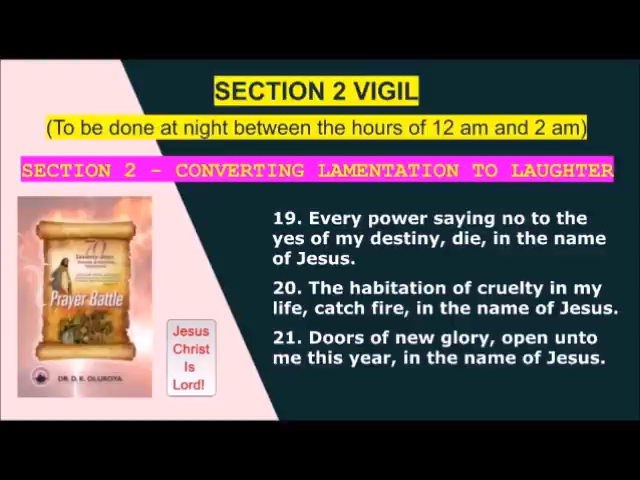 SECTION 2 VIGIL
(To be done at night between the hours of 12 am and 2 am)
SECTION 2 - CONVERTING LAMENTATION TO LAUGHTER
19. Every power saying no to the
yes of my destiny, die, in the name
of Jesus.
20. The habitation of cruelty in my
life, catch fire, in the name of Jesus.
21. Doors of new glory, open unto
me this year, in the name of Jesus.
70
Prayer Battle
DR. D. K. OLUKOYA
Jesus
Christ
Is
Lord!